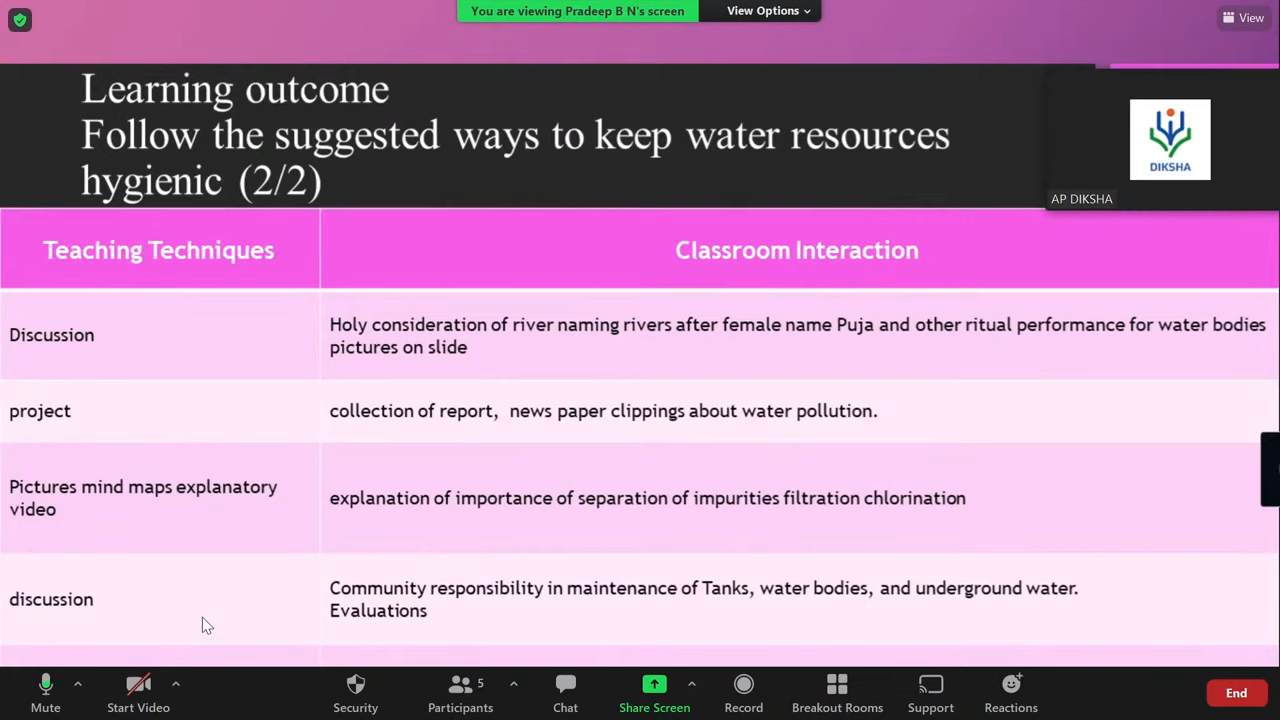 You are viewing Pradeep B N's screen
View Options
View
Learning outcome
Follow the suggested ways to keep water resources
hygienic (2/2)
DIKSHA
AP DIKSHA
Teaching Techniques
Classroom Interaction
Discussion
Holy consideration of river naming rivers after female name Puja and other ritual performance for water bodies
pictures on slide
project
collection of report,  news paper clippings about water pollution.
Pictures mind maps explanatory
video
explanation of importance of separation of impurities filtration chlorination
discussion
Community responsibility in maintenance of Tanks, water bodies, and underground water.
Evaluations
Mute
Start Video
Security
5
Participants
Chat
Share Screen
Record
Breakout Rooms
Support
Reactions
End